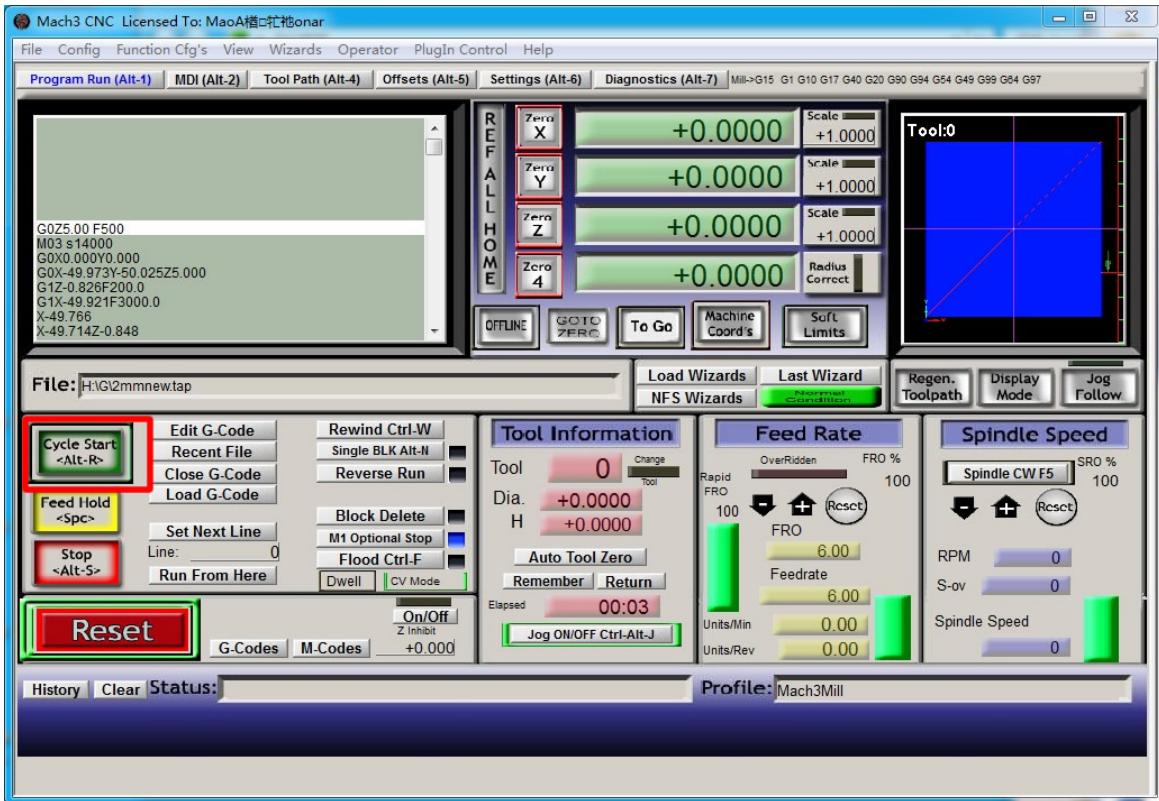 Mach3 CNC Licensed To: MaoA楿□牤祂onar
File Config Function Cfg's View Wizards Operator PlugIn Control Help
Program Run (Alt-1) MDI (Alt-2) Tool Path (Alt-4) Offsets (Alt-5) Settings (Alt-6) Diagnostics (Alt-7) Mill->G15 G1 G10 G17 G40 G20 G90 G94 G54 G49 G99 G64 G97
G0Z5.00 F500
M03 s14000
G0X0.000Y0.000
G0X-49.973Y-50.025Z5.000
G1Z-0.826F200.0
G1X-49.921F3000.0
X-49.766
X-49.714Z-0.848
REF ALL HOME
Zero X +0.0000 Scale +1.0000
Zero Y +0.0000 Scale +1.0000
Zero Z +0.0000 Scale +1.0000
Zero 4 +0.0000 Radius Correct
OFFLINE GOTO ZERO To Go Machine Coord's Soft Limits
Tool:0
File: H:\G\2mmnew.tap
Load Wizards Last Wizard
NFS Wizards Normal Condition
Regen. Toolpath Display Mode Jog Follow
Cycle Start <Alt-R>
Feed Hold <Spc>
Stop <Alt-S>
Edit G-Code Rewind Ctrl-W
Recent File Single BLK Alt-N
Close G-Code Reverse Run
Load G-Code
Block Delete
Set Next Line M1 Optional Stop
Line: 0 Flood Ctrl-F
Run From Here Dwell CV Mode
Reset
G-Codes M-Codes
On/Off
Z Inhibit
+0.000
Tool Information
Tool 0 Change Tool
Dia. +0.0000
H +0.0000
Auto Tool Zero
Remember Return
Elapsed 00:03
Jog ON/OFF Ctrl-Alt-J
Feed Rate
OverRidden FRO %
100
Rapid FRO
100
Reset
FRO
6.00
Feedrate
6.00
Units/Min 0.00
Units/Rev 0.00
Spindle Speed
Spindle CW F5 SRO %
100
Reset
RPM 0
S-ov 0
Spindle Speed
0
History Clear Status:
Profile: Mach3Mill